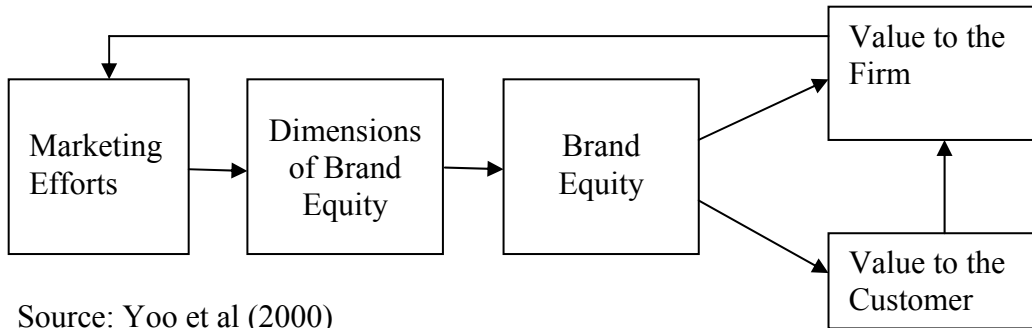 Marketing
Efforts
Dimensions
of Brand
Equity
Brand
Equity
Value to the
Firm
Value to the
Customer
Source: Yoo et al (2000)